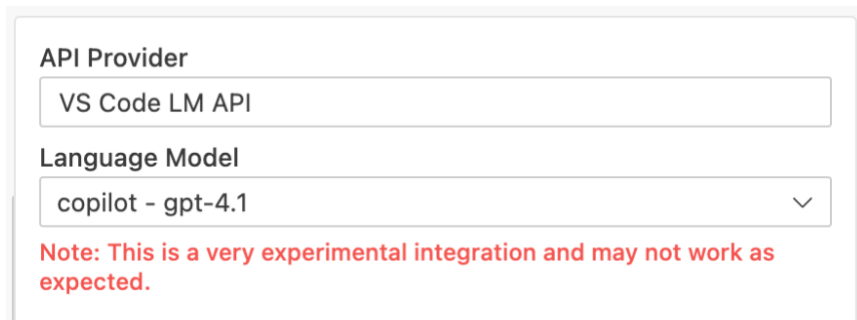 API Provider
VS Code LM API
Language Model
copilot - gpt-4.1
Note: This is a very experimental integration and may not work as
expected.